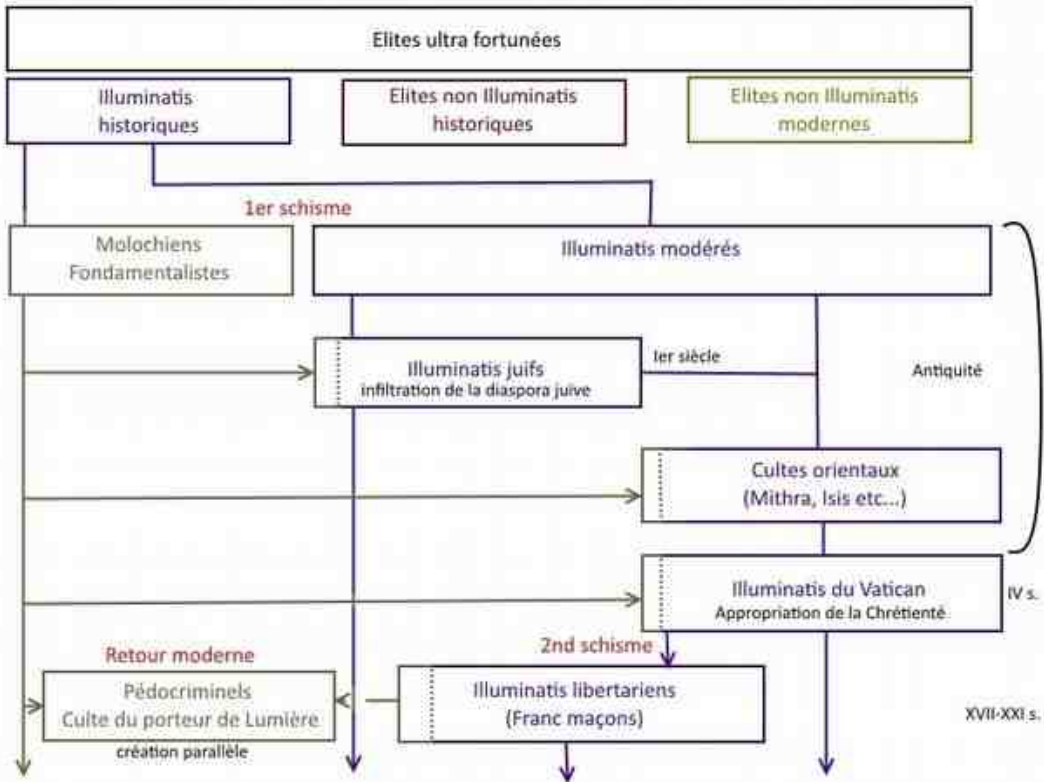 Elites ultra fortunées
Illuminatis
historiques
Elites non Illuminatis
historiques
Elites non Illuminatis
modernes
1er schisme
Molochiens
Fondamentalistes
Illuminatis modérés
Illuminatis juifs
infiltration de la diaspora juive
Ier siècle
Antiquité
Cultes orientaux
(Mithra, Isis etc...)
Illuminatis du Vatican
Appropriation de la Chrétienté
IV s.
2nd schisme
Retour moderne
Pédocriminels
Culte du porteur de Lumière
création parallèle
Illuminatis libertariens
(Franc maçons)
XVII-XXI s.